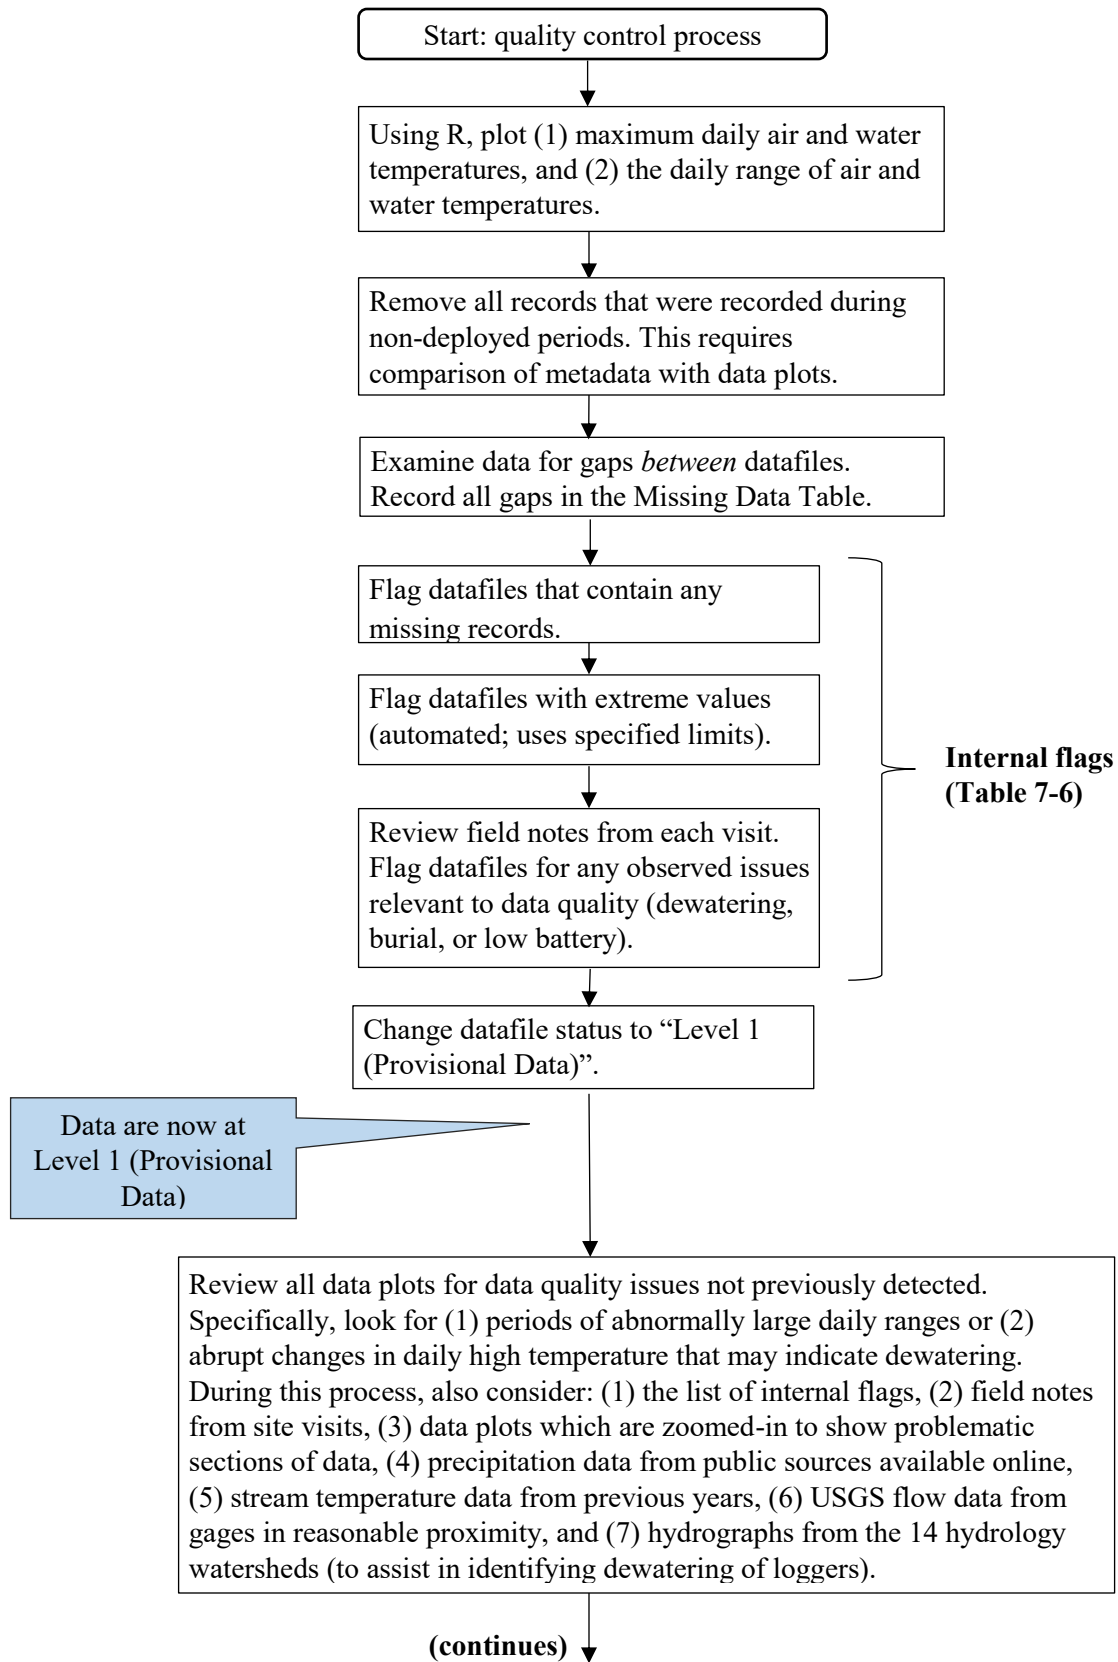 Start: quality control process
Using R, plot (1) maximum daily air and water
temperatures, and (2) the daily range of air and
water temperatures.
Remove all records that were recorded during
non-deployed periods. This requires
comparison of metadata with data plots.
Examine data for gaps between datafiles.
Record all gaps in the Missing Data Table.
Flag datafiles that contain any
missing records.
Flag datafiles with extreme values
(automated; uses specified limits).
Internal flags
(Table 7-6)
Review field notes from each visit.
Flag datafiles for any observed issues
relevant to data quality (dewatering,
burial, or low battery).
Change datafile status to “Level 1
(Provisional Data)”.
Data are now at
Level 1 (Provisional
Data)
Review all data plots for data quality issues not previously detected.
Specifically, look for (1) periods of abnormally large daily ranges or (2)
abrupt changes in daily high temperature that may indicate dewatering.
During this process, also consider: (1) the list of internal flags, (2) field notes
from site visits, (3) data plots which are zoomed-in to show problematic
sections of data, (4) precipitation data from public sources available online,
(5) stream temperature data from previous years, (6) USGS flow data from
gages in reasonable proximity, and (7) hydrographs from the 14 hydrology
watersheds (to assist in identifying dewatering of loggers).
(continues)